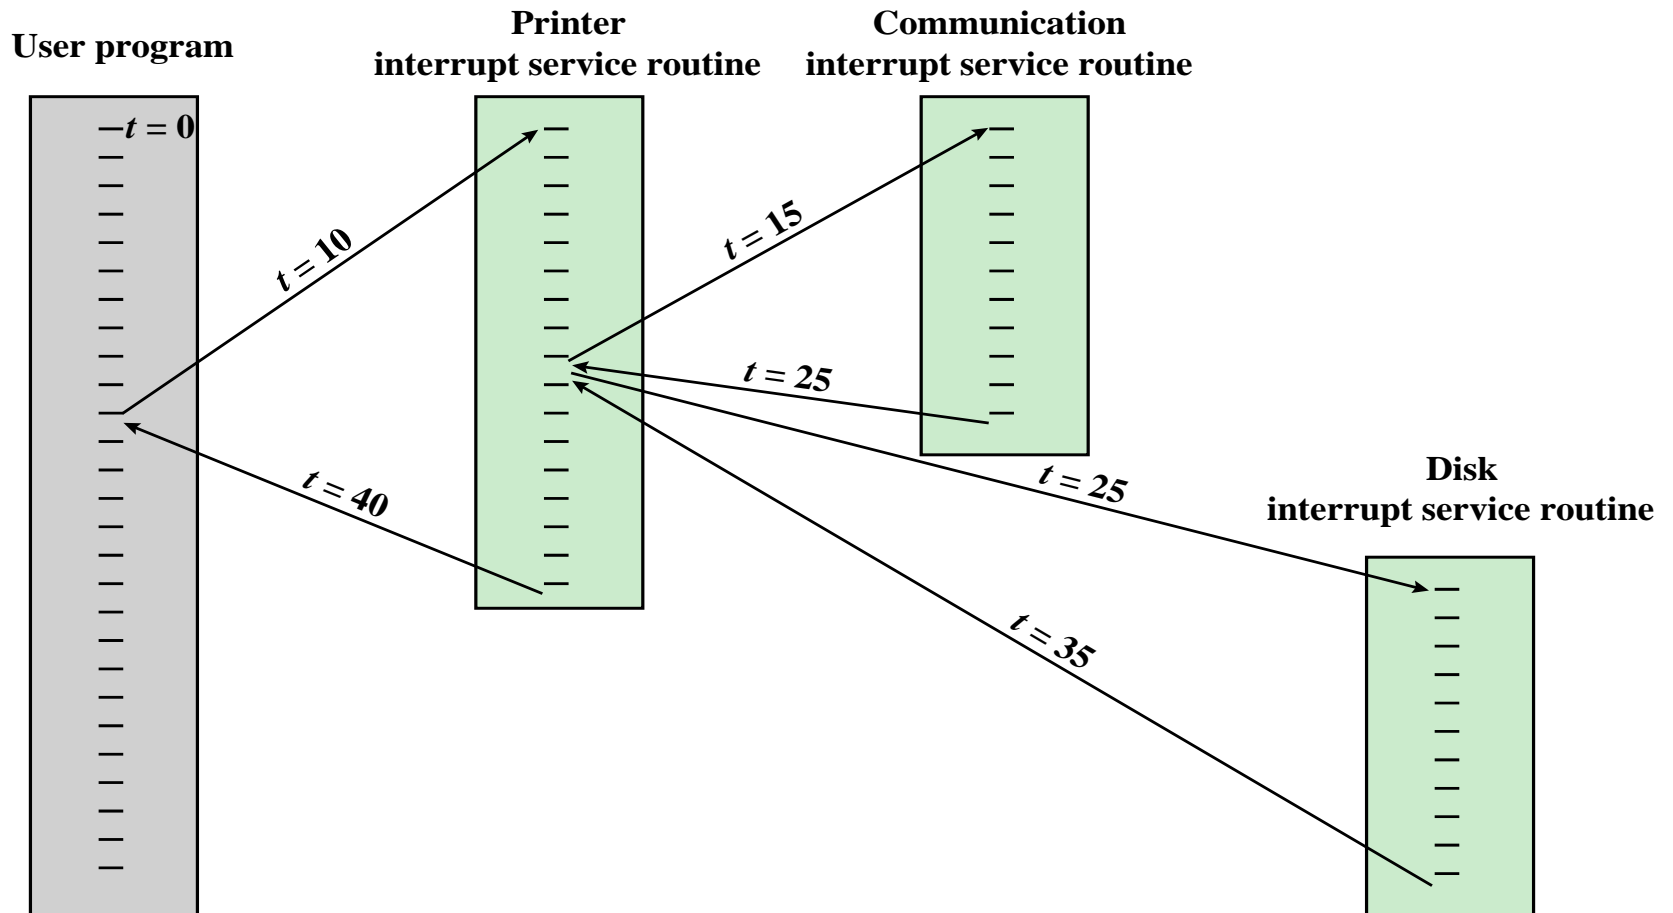 User program
Printer
interrupt service routine
Communication
interrupt service routine
t = 0
t = 10
t = 15
t = 25
t = 40
t = 25
Disk
interrupt service routine
t = 35